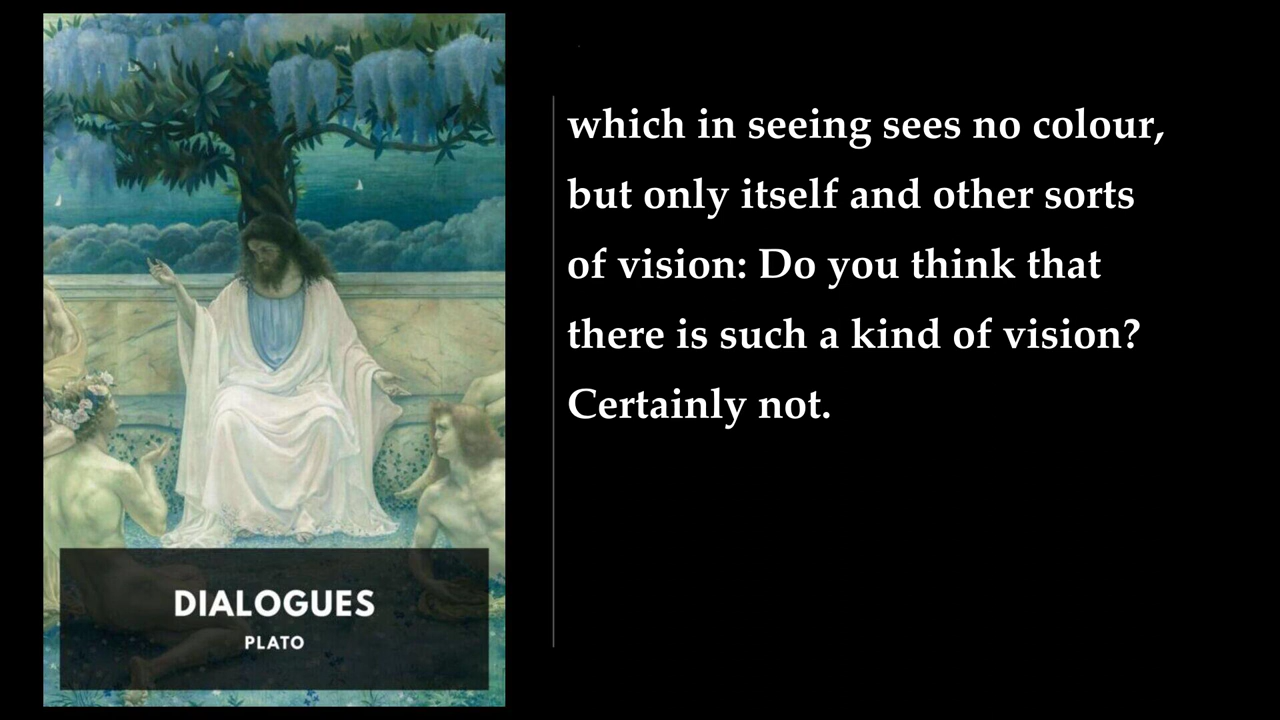 DIALOGUES
PLATO
which in seeing sees no colour,
but only itself and other sorts
of vision: Do you think that
there is such a kind of vision?
Certainly not.